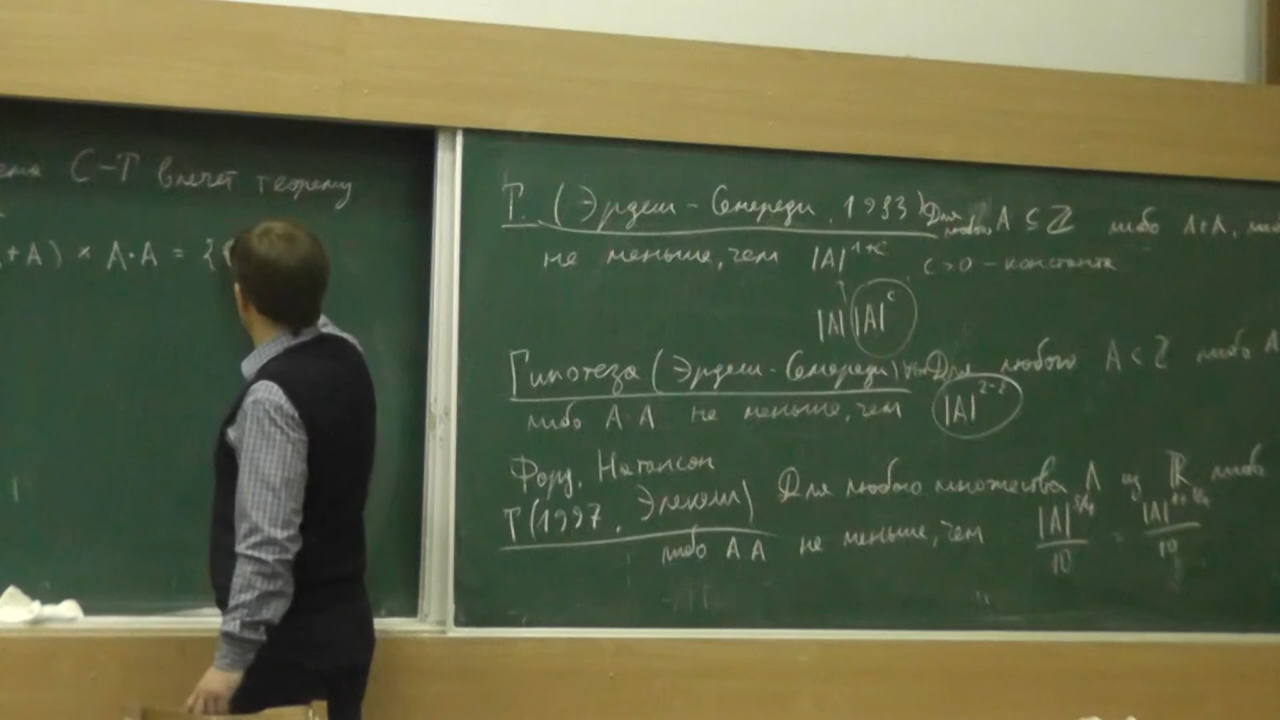 С-Т влечёт теорему
+A) × A·A = {
Т. (Эрдеш-Семереди, 1983) Для любого A ⊆ ℤ либо A+A,
не меньше, чем |A|^{1+c}, c>0 - константа
|A||A|^c
Гипотеза (Эрдеш-Семереди) Для любого A ⊂ ℤ либо A
либо A·A не меньше, чем |A|^{2-ε}
Форд, Натансон
Т (1997, Элекеш) Для любого множества A из ℝ либо
либо A A не меньше, чем |A|^{5/4}/10 = |A|^{1+1/4}/10